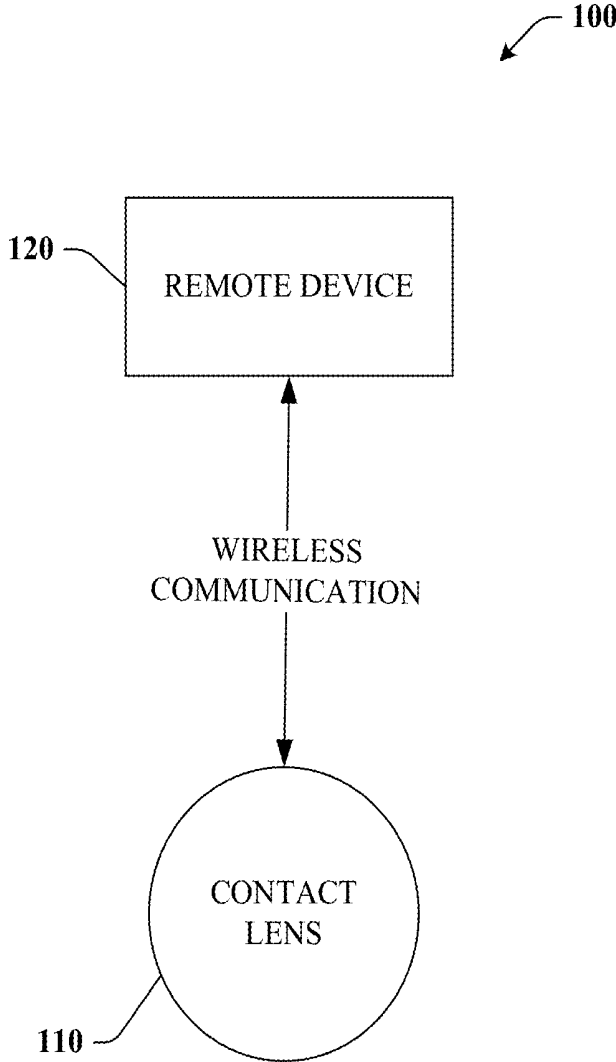 100
120
REMOTE DEVICE
WIRELESS
COMMUNICATION
CONTACT
LENS
110